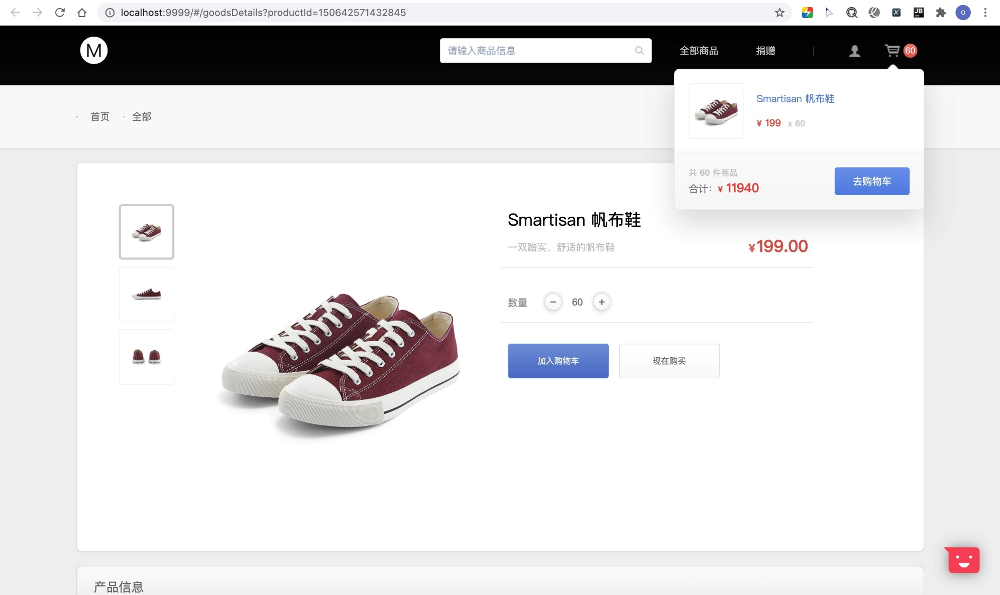 localhost:9999/#/goodsDetails?productId=150642571432845
JB
O
M
请输入商品信息
全部商品
捐赠
60
Smartisan 帆布鞋
¥ 199 x 60
共 60 件商品
合计：¥ 11940
去购物车
首页
全部
Smartisan 帆布鞋
一双踏实、舒适的帆布鞋
¥199.00
数量
−
60
+
加入购物车
现在购买
产品信息